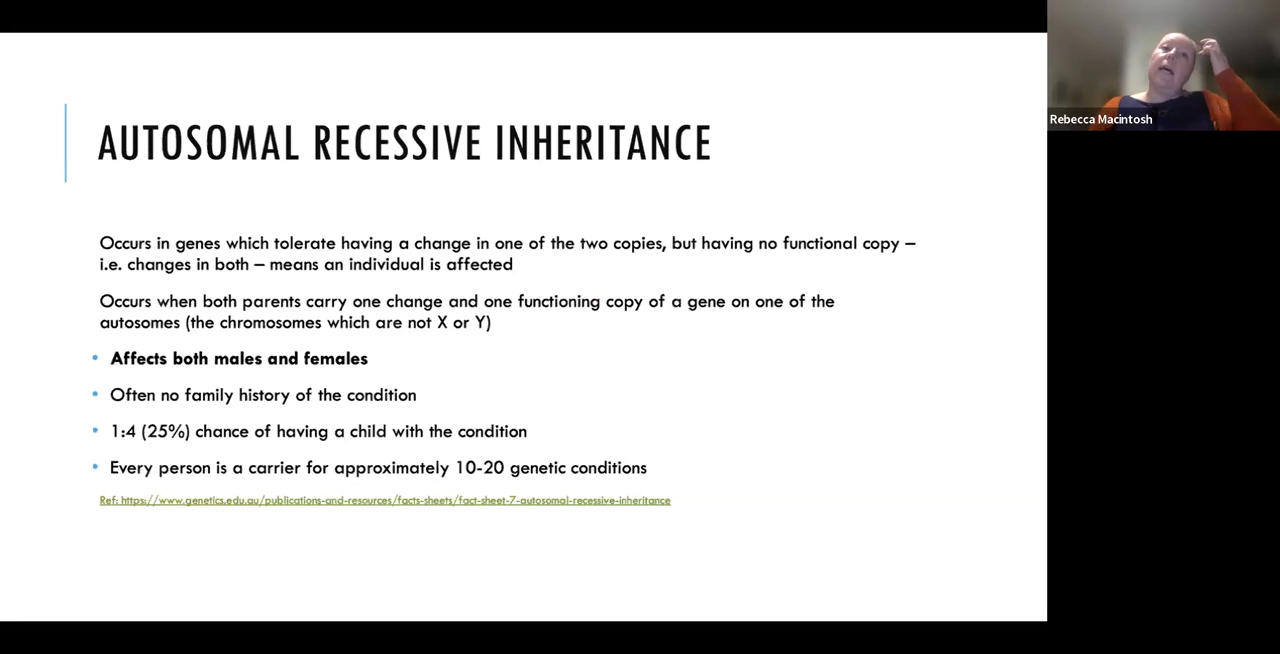 AUTOSOMAL RECESSIVE INHERITANCE
Occurs in genes which tolerate having a change in one of the two copies, but having no functional copy –
i.e. changes in both – means an individual is affected
Occurs when both parents carry one change and one functioning copy of a gene on one of the
autosomes (the chromosomes which are not X or Y)
• Affects both males and females
• Often no family history of the condition
• 1:4 (25%) chance of having a child with the condition
• Every person is a carrier for approximately 10-20 genetic conditions
Ref: https://www.genetics.edu.au/publications-and-resources/facts-sheets/fact-sheet-7-autosomal-recessive-inheritance
Rebecca Macintosh